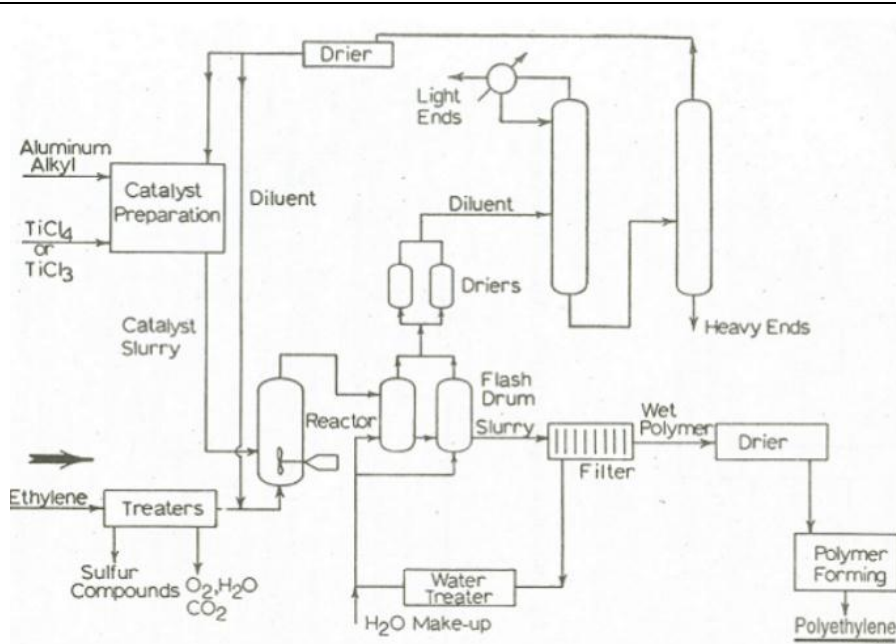 Drier
Light
Ends
Aluminum
Alkyl
Catalyst
Preparation
Diluent
Diluent
TiCl4
or
TiCl3
Driers
Heavy Ends
Catalyst
Slurry
Flash
Drum
Reactor
Slurry
Wet
Polymer
Drier
Filter
Ethylene
Treaters
Sulfur
Compounds
O2,H2O
CO2
Water
Treater
H2O Make-up
Polymer
Forming
Polyethylene